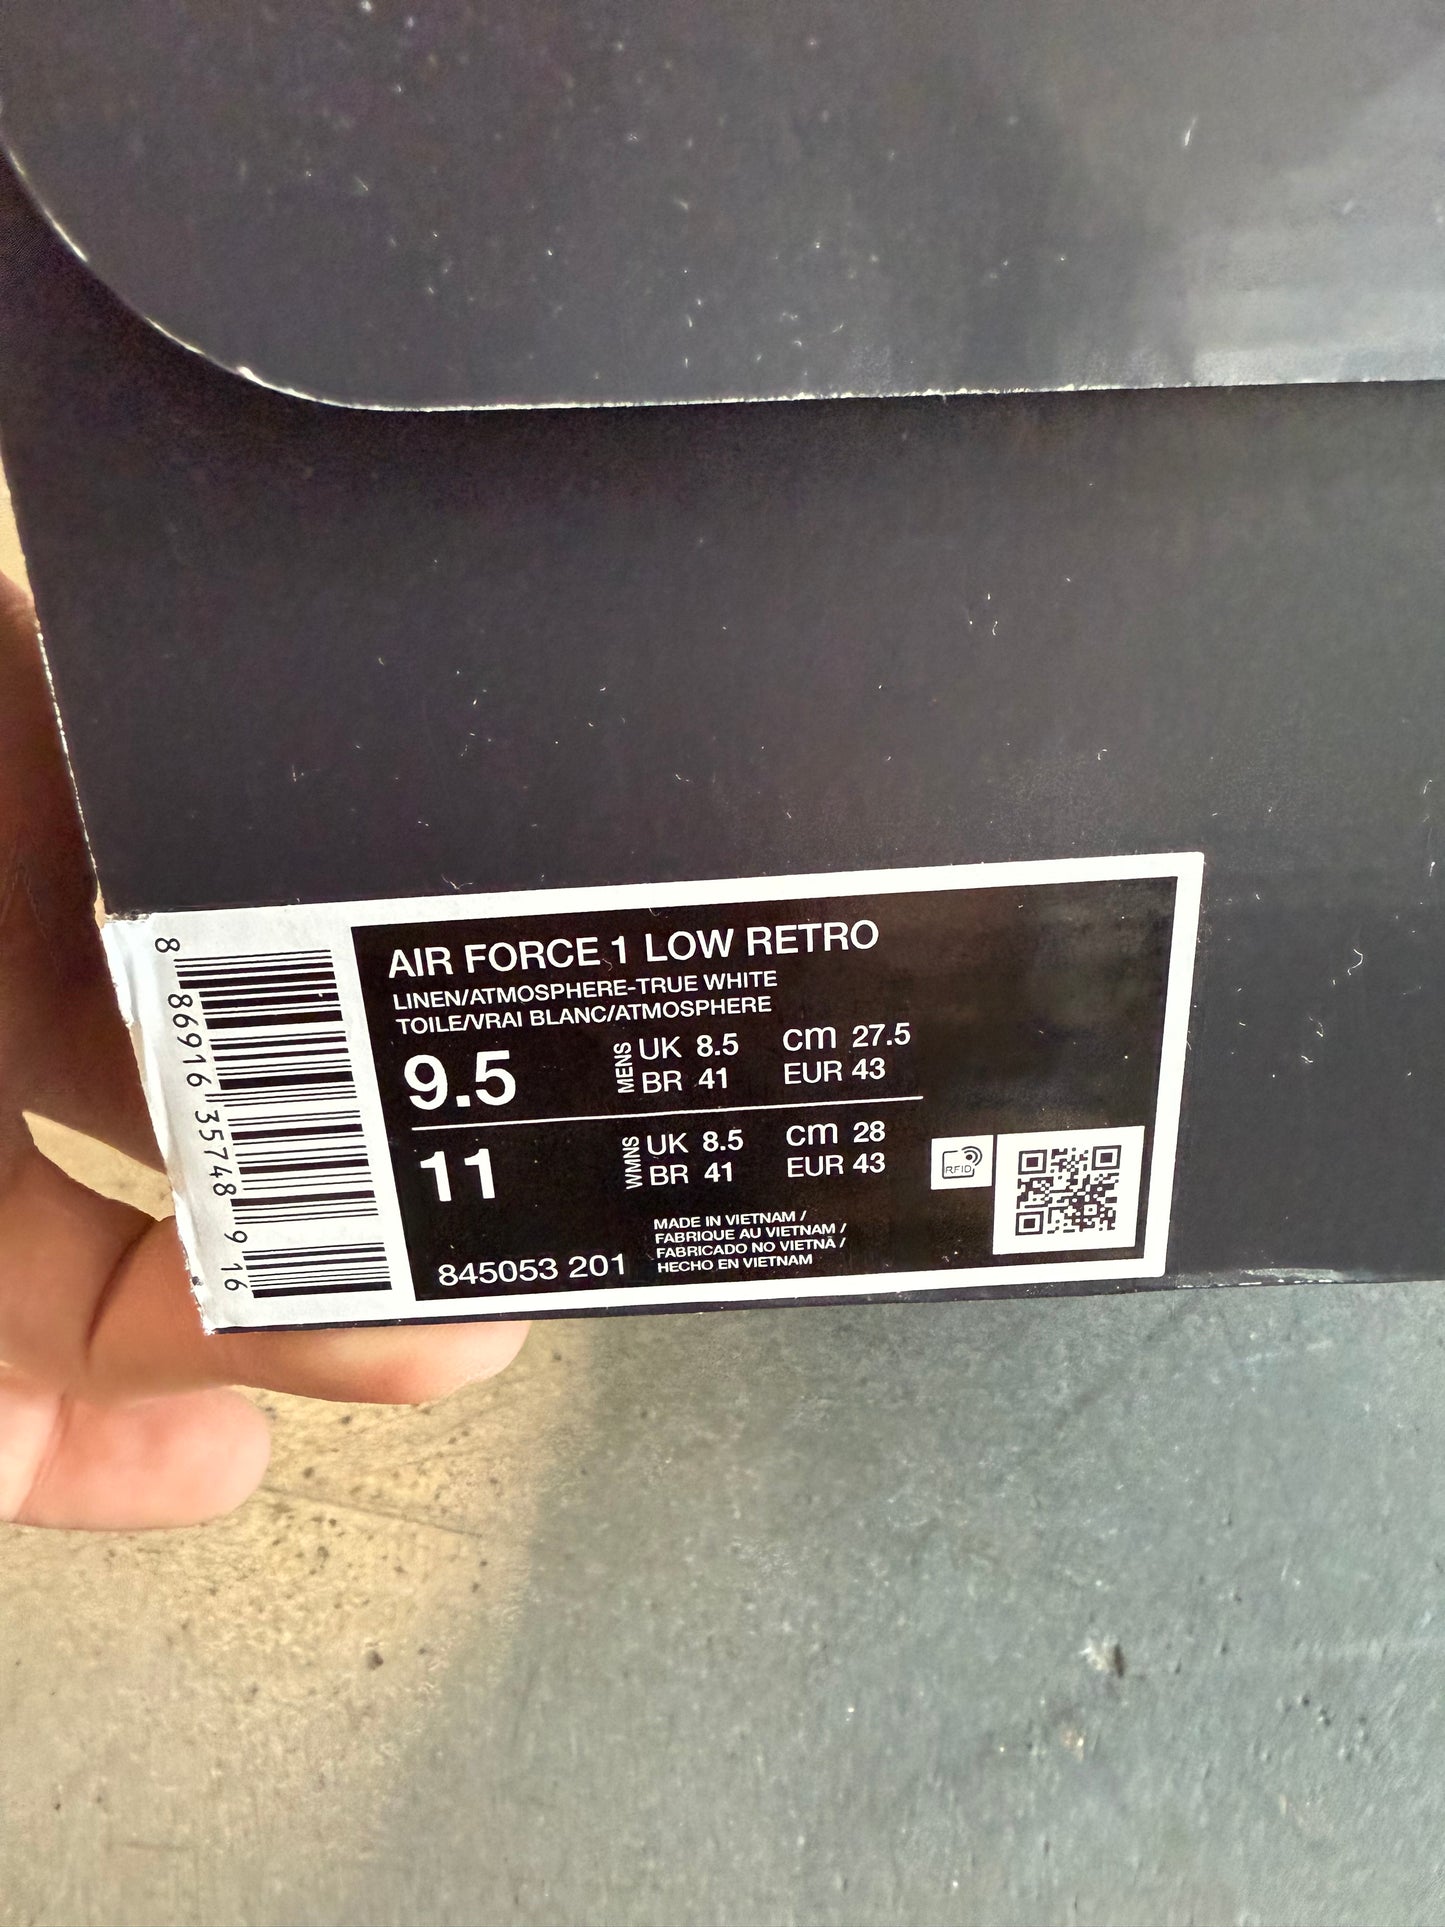 AIR FORCE 1 LOW RETRO
LINEN/ATMOSPHERE-TRUE WHITE
TOILE/VRAI BLANC/ATMOSPHERE
9.5 MENS UK 8.5 cm 27.5
BR 41 EUR 43
11 WMNS UK 8.5 cm 28
BR 41 EUR 43
MADE IN VIETNAM /
FABRIQUE AU VIETNAM /
FABRICADO NO VIETNÃ /
HECHO EN VIETNAM
845053 201
RFID
8 86916 35748 9 16